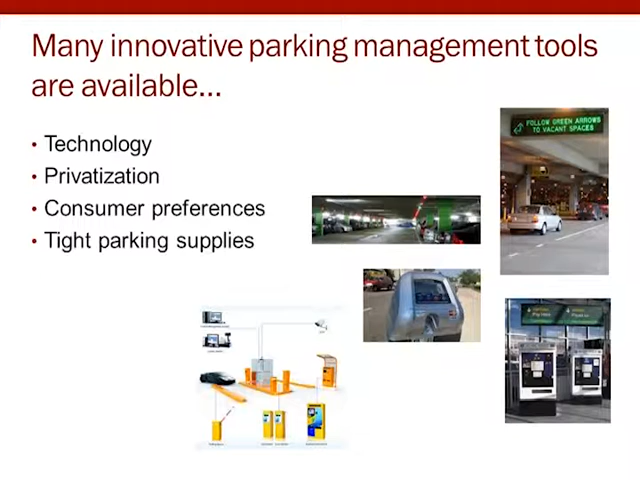 Many innovative parking management tools
are available...
• Technology
• Privatization
• Consumer preferences
• Tight parking supplies
FOLLOW GREEN ARROWS
TO VACANT SPACES